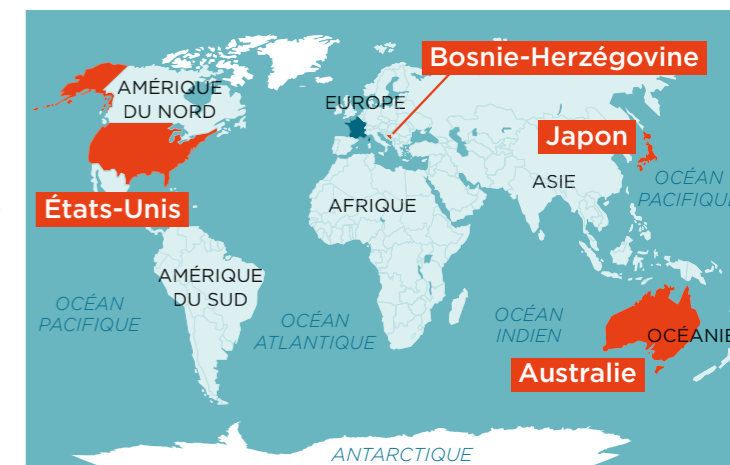 Bosnie-Herzégovine
AMÉRIQUE
DU NORD
EUROPE
Japon
ASIE
OCÉAN
PACIFIQUE
États-Unis
AFRIQUE
AMÉRIQUE
DU SUD
OCÉAN
PACIFIQUE
OCÉAN
ATLANTIQUE
OCÉAN
INDIEN
OCÉANIE
Australie
ANTARCTIQUE